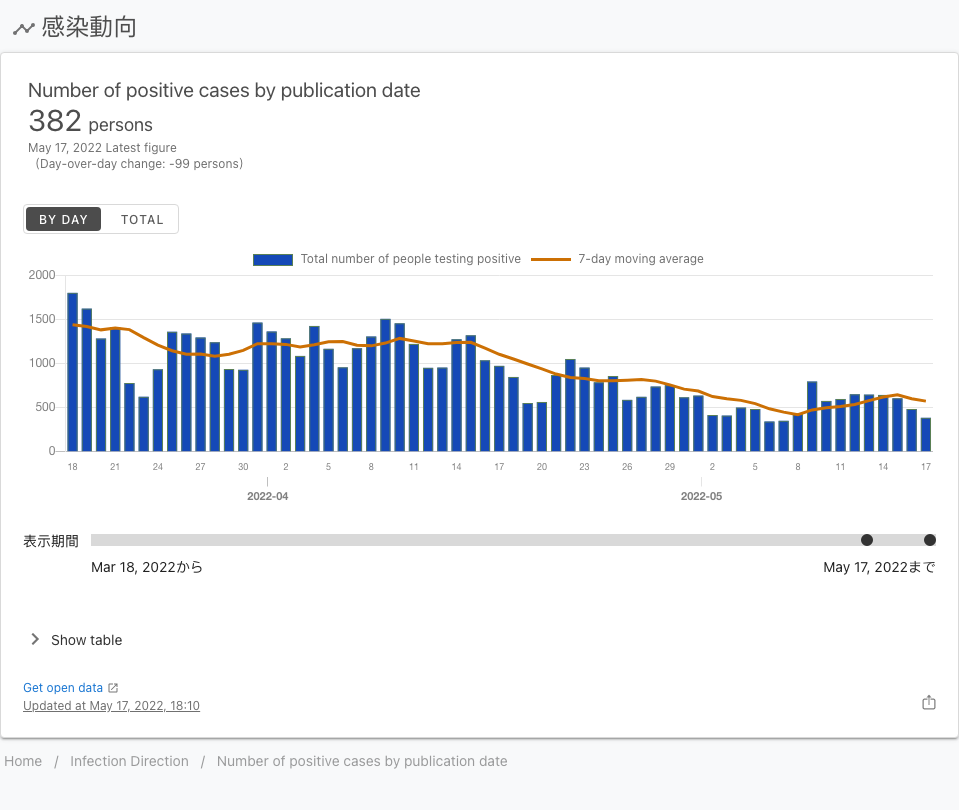 感染動向
Number of positive cases by publication date
382 persons
May 17, 2022 Latest figure
(Day-over-day change: -99 persons)
BY DAY TOTAL
Total number of people testing positive 7-day moving average
2000
1500
1000
500
0
18 21 24 27 30 2 5 8 11 14 17 20 23 26 29 2 5 8 11 14 17
2022-04 2022-05
表示期間
Mar 18, 2022から May 17, 2022まで
Show table
Get open data
Updated at May 17, 2022, 18:10
Home / Infection Direction / Number of positive cases by publication date